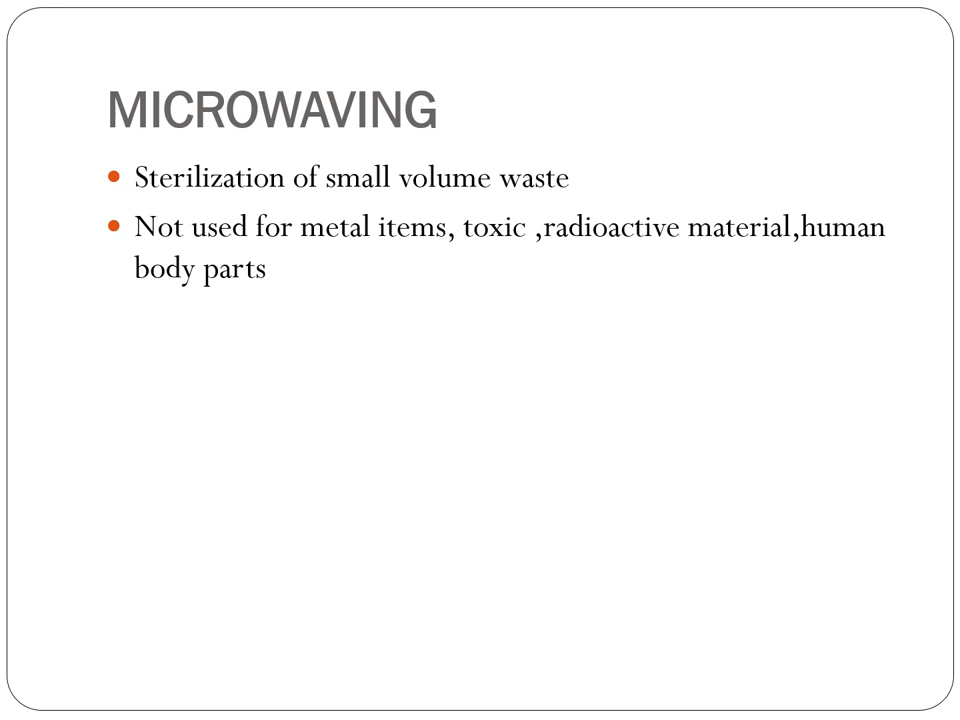 MICROWAVING
Sterilization of small volume waste
Not used for metal items, toxic ,radioactive material,human
body parts